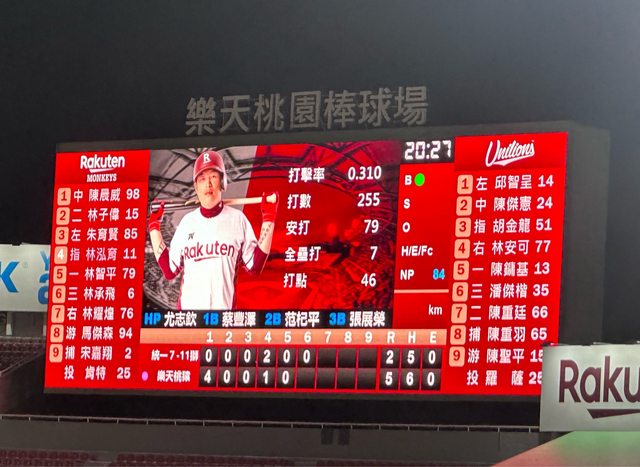 樂天桃園棒球場
20:27
Rakuten
MONKEYS
1 中 陳晨威 98
2 二 林子偉 15
3 左 朱育賢 85
4 指 林泓育 11
5 一 林智平 79
6 三 林承飛 6
7 右 林耀煌 76
8 游 馬傑森 94
9 捕 宋嘉翔 2
投 肯特 25
Rakuten
打擊率 0.310
打數 255
安打 79
全壘打 7
打點 46
HP 尤志欽 1B 蔡豐澤 2B 范杞平 3B 張展榮
B
S
O
H/E/Fc
NP 84
km
1 2 3 4 5 6 7 8 9 R H E
統一7-11獅 0 0 0 2 0 0 2 5 0
樂天桃猿 4 0 0 1 0 5 6 0
Unilions
1 左 邱智呈 14
2 中 陳傑憲 24
3 指 胡金龍 51
4 右 林安可 77
5 一 陳鏞基 13
6 三 潘傑楷 35
7 二 陳重廷 66
8 捕 陳重羽 65
9 游 陳聖平 15
投 羅薩 25
Raku